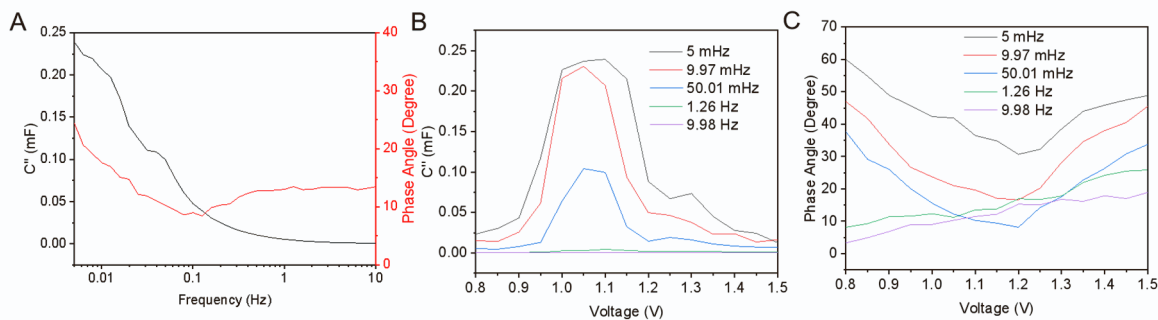 A
0.25
0.20
0.15
0.10
0.05
0.00
C" (mF)
0.01
0.1
1
10
Frequency (Hz)
40
30
20
10
0
Phase Angle (Degree)
B
0.25
0.20
0.15
0.10
0.05
0.00
C" (mF)
5 mHz
9.97 mHz
50.01 mHz
1.26 Hz
9.98 Hz
0.8 0.9 1.0 1.1 1.2 1.3 1.4 1.5
Voltage (V)
C
70
60
50
40
30
20
10
0
Phase Angle (Degree)
5 mHz
9.97 mHz
50.01 mHz
1.26 Hz
9.98 Hz
0.8 0.9 1.0 1.1 1.2 1.3 1.4 1.5
Voltage (V)